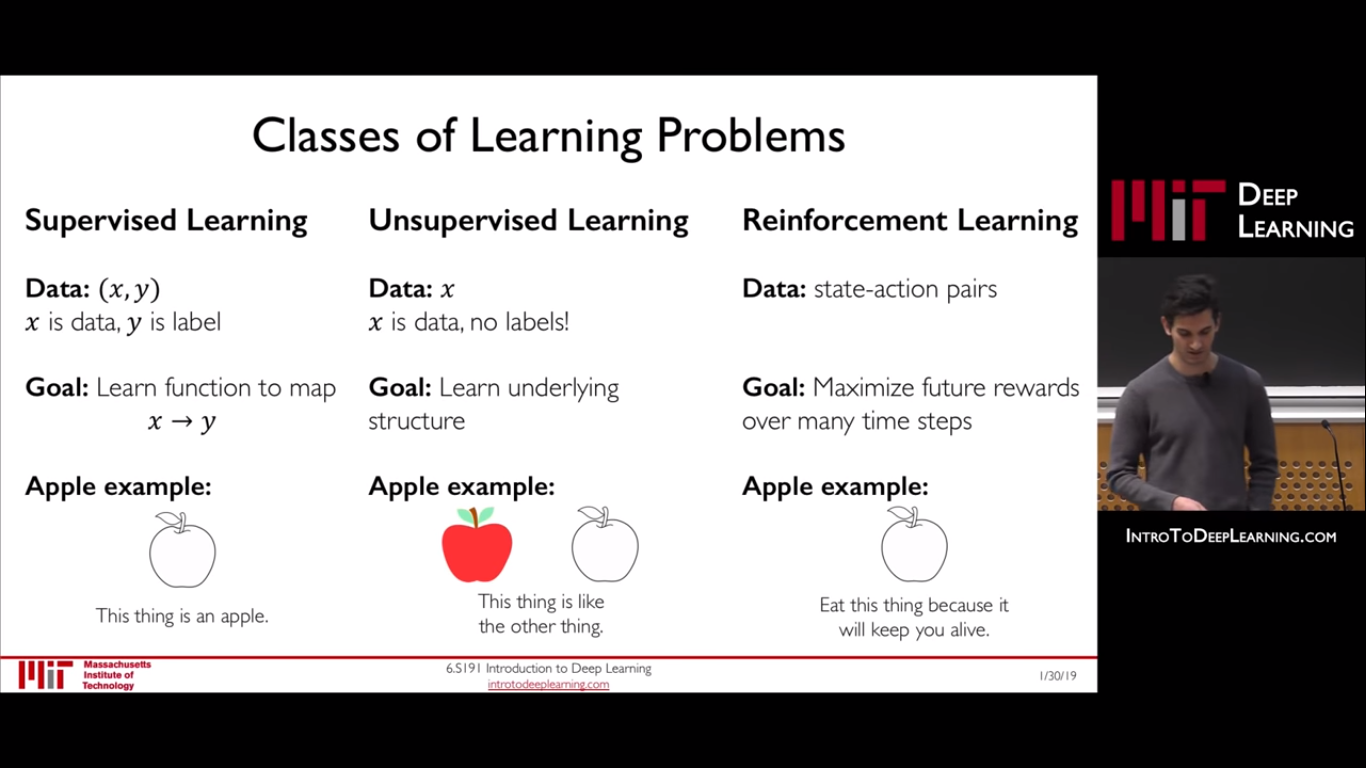 Classes of Learning Problems
Supervised Learning
Data: (x, y)
x is data, y is label
Goal: Learn function to map
x → y
Apple example:
This thing is an apple.
Unsupervised Learning
Data: x
x is data, no labels!
Goal: Learn underlying
structure
Apple example:
This thing is like
the other thing.
Reinforcement Learning
Data: state-action pairs
Goal: Maximize future rewards
over many time steps
Apple example:
Eat this thing because it
will keep you alive.
MIT
Massachusetts
Institute of
Technology
6.S191 Introduction to Deep Learning
introtodeeplearning.com
1/30/19
MIT
DEEP
LEARNING
INTROTODEEPLEARNING.COM